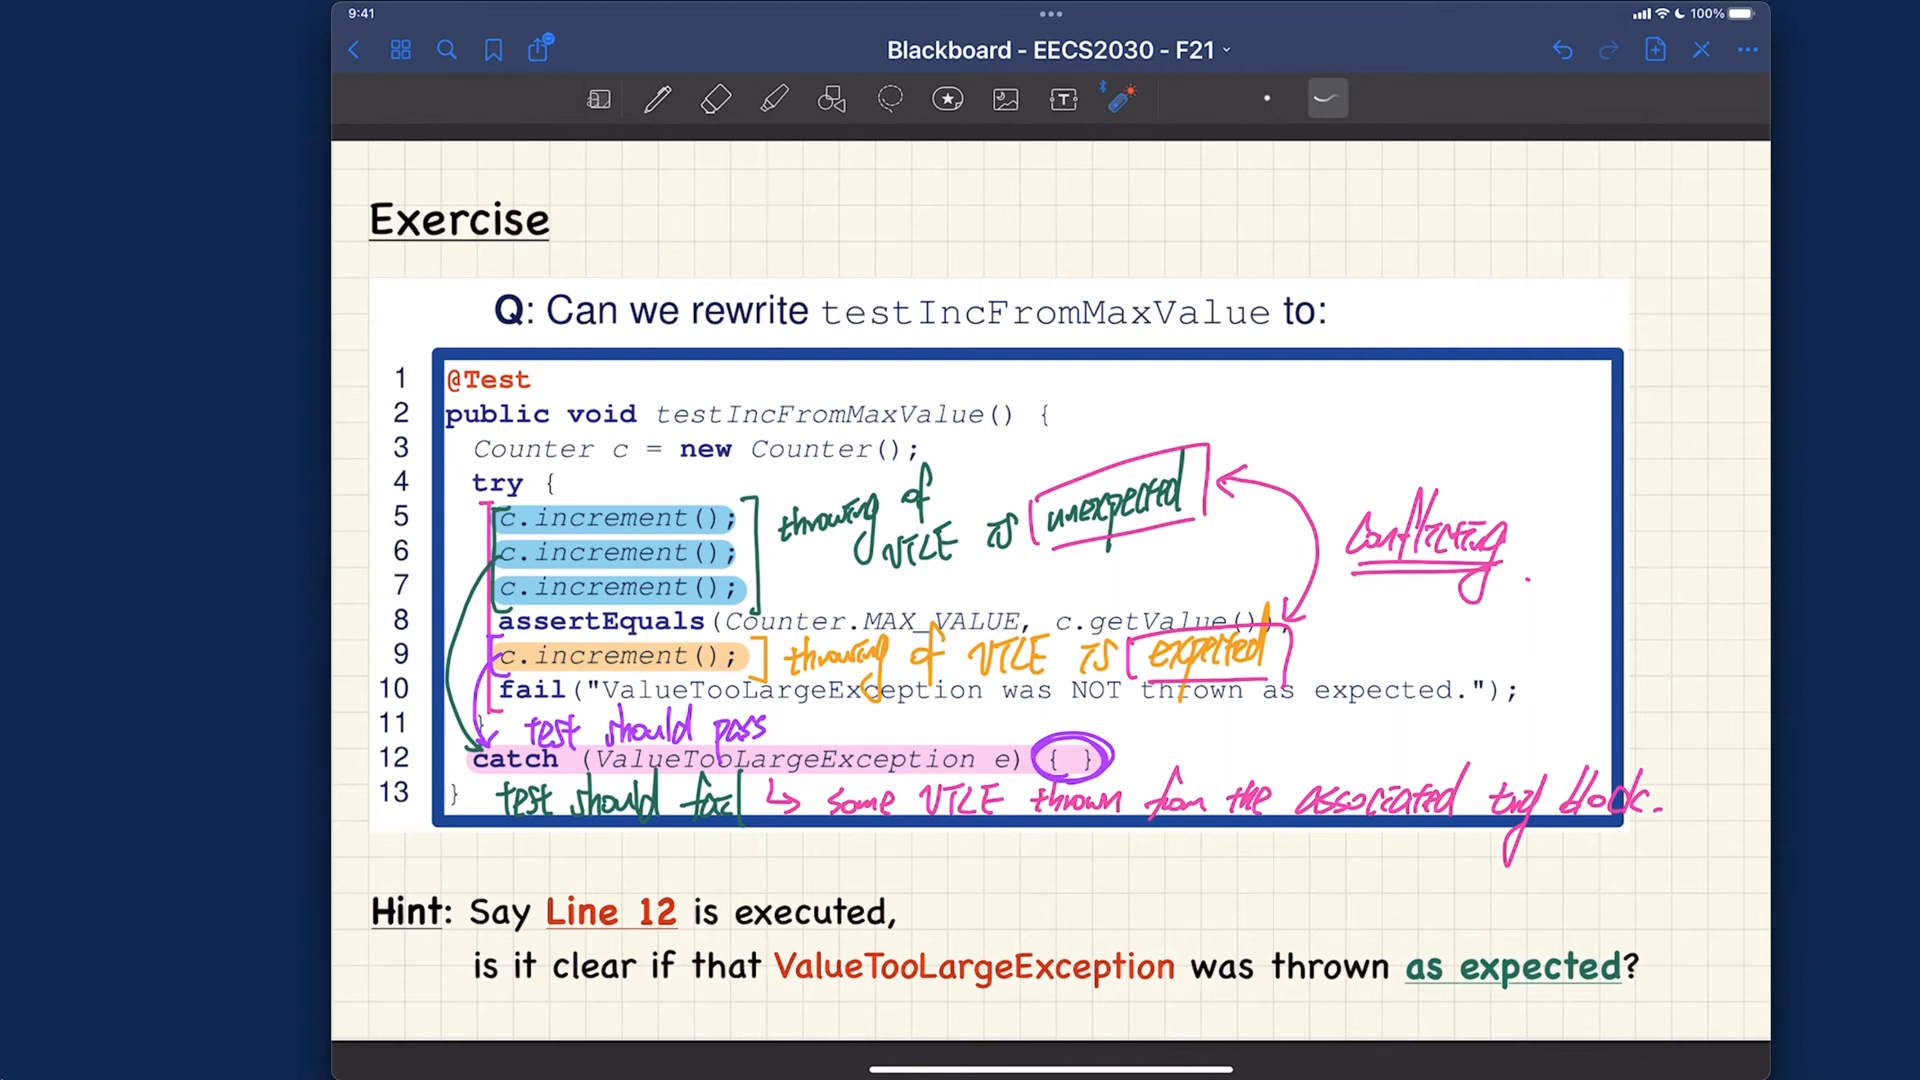 9:41
100%
Blackboard - EECS2030 - F21
Exercise
Q: Can we rewrite testIncFromMaxValue to:
1 @Test
2 public void testIncFromMaxValue() {
3 Counter c = new Counter();
4 try {
5 c.increment();
6 c.increment();
7 c.increment();
throwing of
VTLE is unexpected
conflicting
8 assertEquals(Counter.MAX_VALUE, c.getValue());
9 c.increment(); throwing of VTLE is expected
10 fail("ValueTooLargeException was NOT thrown as expected.");
11 } test should pass
12 catch (ValueTooLargeException e) { }
13 } test should fail ↳ some VTLE thrown from the associated try block.
Hint: Say Line 12 is executed,
is it clear if that ValueTooLargeException was thrown as expected?